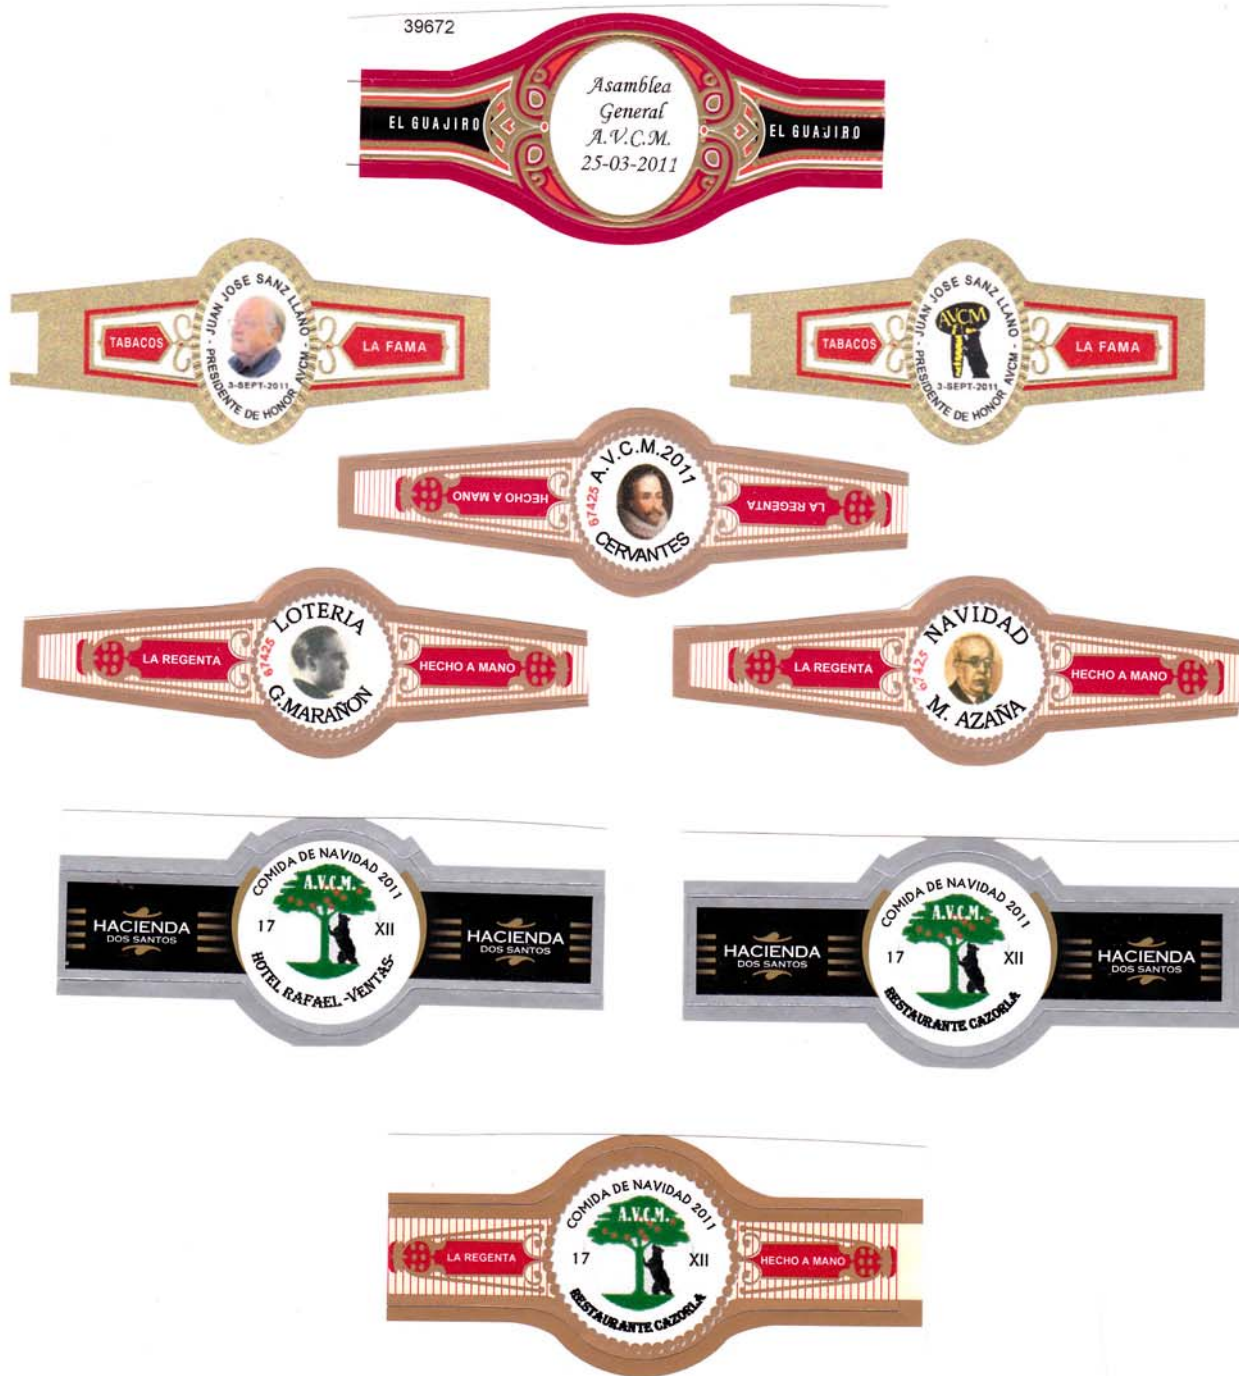 39672
Asamblea
General
A.V.C.M.
25-03-2011
EL GUAJIRO
EL GUAJIRO
JUAN JOSE SANZ LLANO
PRESIDENTE DE HONOR AVCM
3-SEPT-2011
TABACOS
LA FAMA
JUAN JOSE SANZ LLANO
PRESIDENTE DE HONOR AVCM
AVCM
3-SEPT-2011
TABACOS
LA FAMA
A.V.C.M.2011
67425
CERVANTES
HECHO A MANO
LA REGENTA
LOTERIA
67425
G.MARAÑON
LA REGENTA
HECHO A MANO
NAVIDAD
67425
M. AZAÑA
LA REGENTA
HECHO A MANO
COMIDA DE NAVIDAD 2011
A.V.C.M.
17 XII
HOTEL RAFAEL -VENTAS-
HACIENDA
DOS SANTOS
HACIENDA
DOS SANTOS
COMIDA DE NAVIDAD 2011
A.V.C.M.
17 XII
RESTAURANTE CAZORLA
HACIENDA
DOS SANTOS
HACIENDA
DOS SANTOS
COMIDA DE NAVIDAD 2011
A.V.C.M.
17 XII
RESTAURANTE CAZORLA
LA REGENTA
HECHO A MANO